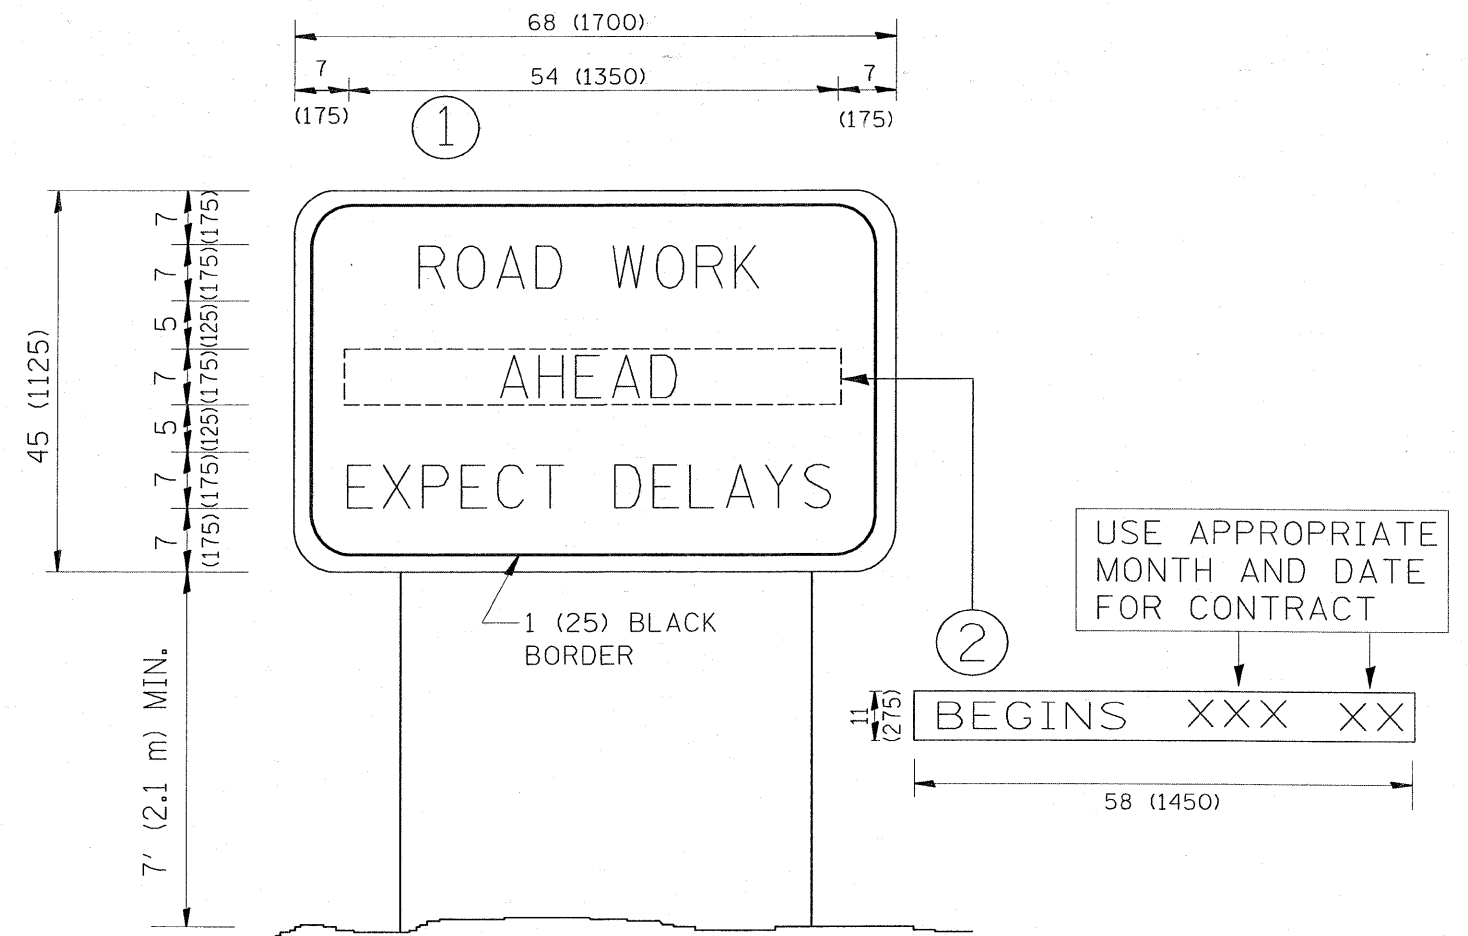 68 (1700)
7
54 (1350)
7
(175)
(175)
1
45 (1125)
7 (175)
7 (175)
5 (125)
7 (175)
5 (125)
7 (175)
7 (175)
ROAD WORK
AHEAD
EXPECT DELAYS
1 (25) BLACK
BORDER
7' (2.1 m) MIN.
2
USE APPROPRIATE
MONTH AND DATE
FOR CONTRACT
11
(275)
BEGINS XXX XX
58 (1450)